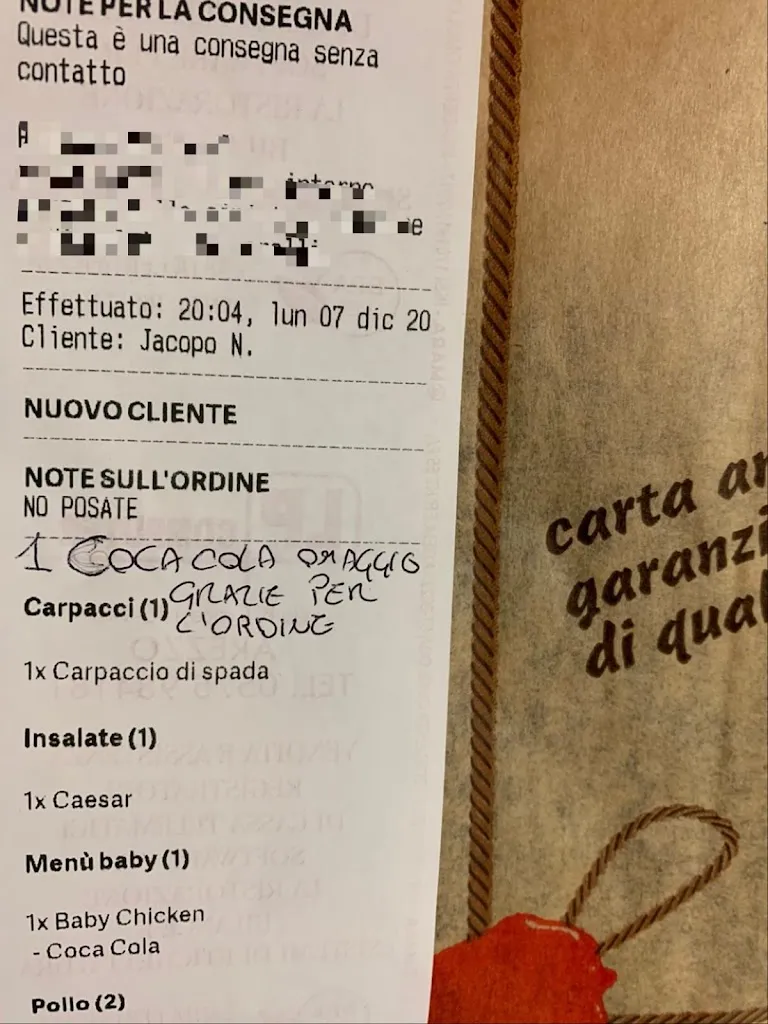 NOTE PER LA CONSEGNA
Questa è una consegna senza
contatto
A
interno
e
Effettuato: 20:04, lun 07 dic 20
Cliente: Jacopo N.
NUOVO CLIENTE
NOTE SULL'ORDINE
NO POSATE
1 COCA COLA OMAGGIO
GRAZIE PER
L'ORDINE
Carpacci (1)
1x Carpaccio di spada
Insalate (1)
1x Caesar
Menù baby (1)
1x Baby Chicken
- Coca Cola
Pollo (2)
carta
garanzi
di qual